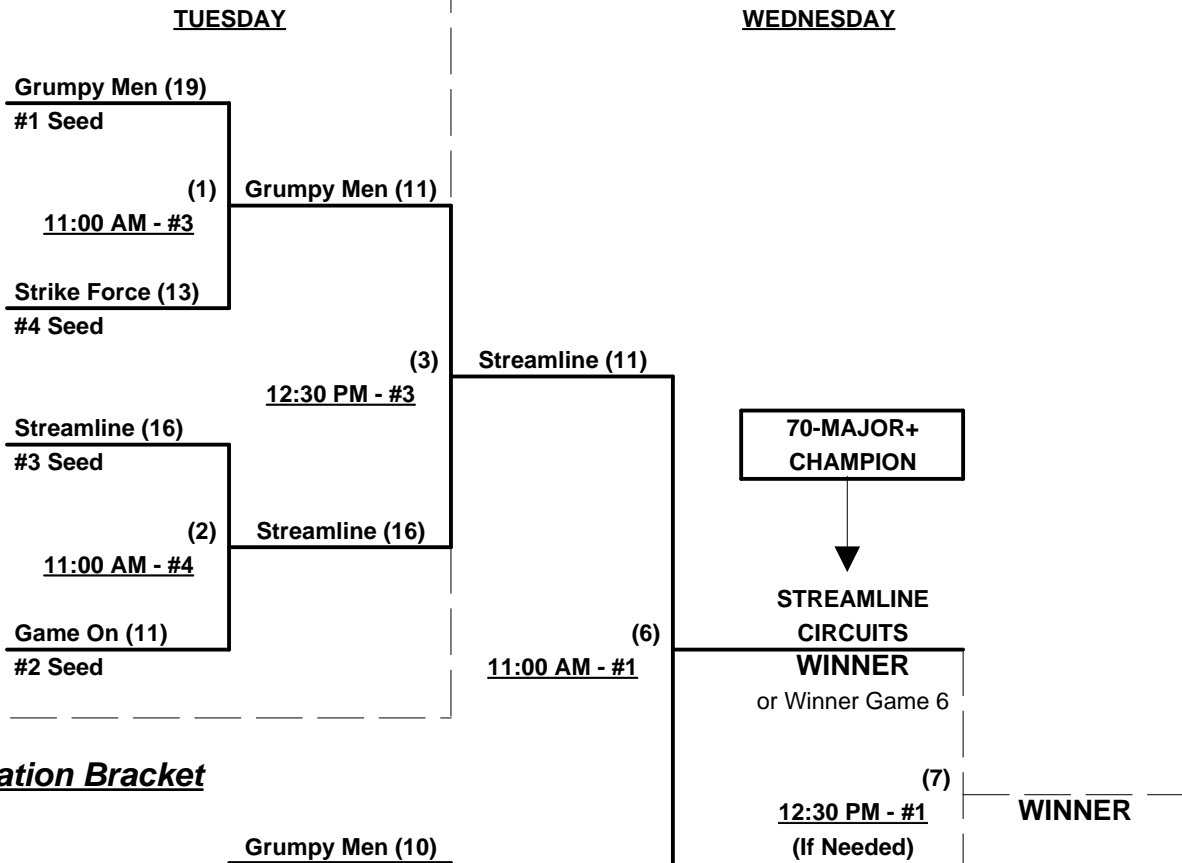 TUESDAY
WEDNESDAY
Grumpy Men (19)
#1 Seed
(1)
Grumpy Men (11)
11:00 AM - #3
Strike Force (13)
#4 Seed
(3)
Streamline (11)
12:30 PM - #3
Streamline (16)
#3 Seed
70-MAJOR+
CHAMPION
(2)
Streamline (16)
11:00 AM - #4
STREAMLINE
CIRCUITS
Game On (11)
#2 Seed
(6)
11:00 AM - #1
WINNER
or Winner Game 6
ation Bracket
(7)
12:30 PM - #1
(If Needed)
WINNER
Grumpy Men (10)